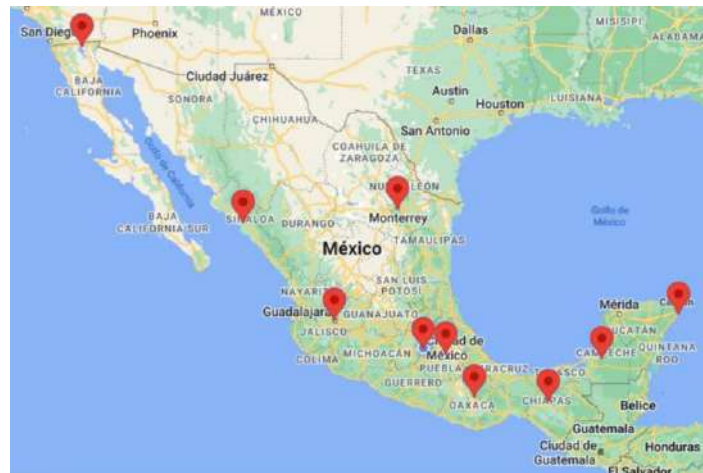 MÉXICO
San Diego
Phoenix
Dallas
MISISIPI
ALABAMA
BAJA
CALIFORNIA
Ciudad Juárez
TEXAS
SONORA
Austin
LOUISIANA
Houston
CHIHUAHUA
San Antonio
COAHUILA DE
ZARAGOZA
Golfo de California
NUEVO LEÓN
BAJA
CALIFORNIA SUR
SINALOA
DURANGO
Monterrey
Golfo de
México
México
TAMAULIPAS
SAN LUIS
POTOSÍ
NAYARIT
Guadalajara
GUANAJUATO
JALISCO
Mérida
Ciudad de
México
YUCATÁN
COLIMA
MICHOACÁN
CAMPECHE
QUINTANA
ROO
PUEBLA
VERACRUZ
TABASCO
GUERRERO
OAXACA
CHIAPAS
Belice
Guatemala
Ciudad de
Guatemala
Honduras
El Salvador